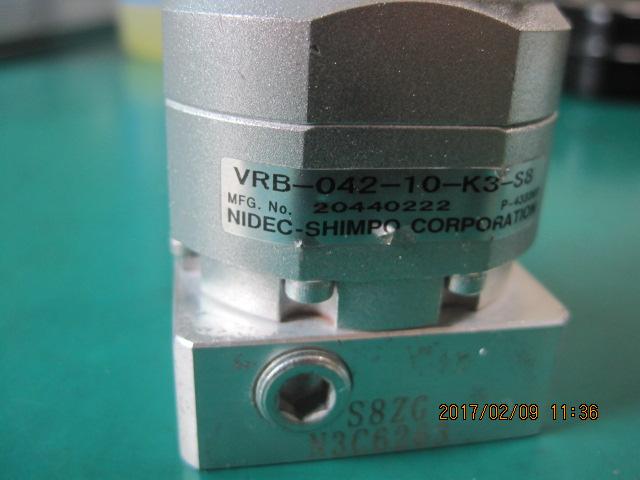 VRB-042-10-K3-S8
MFG. No. 20440222
NIDEC-SHIMPO CORPORATION
S8ZG
2017/02/09 11:36